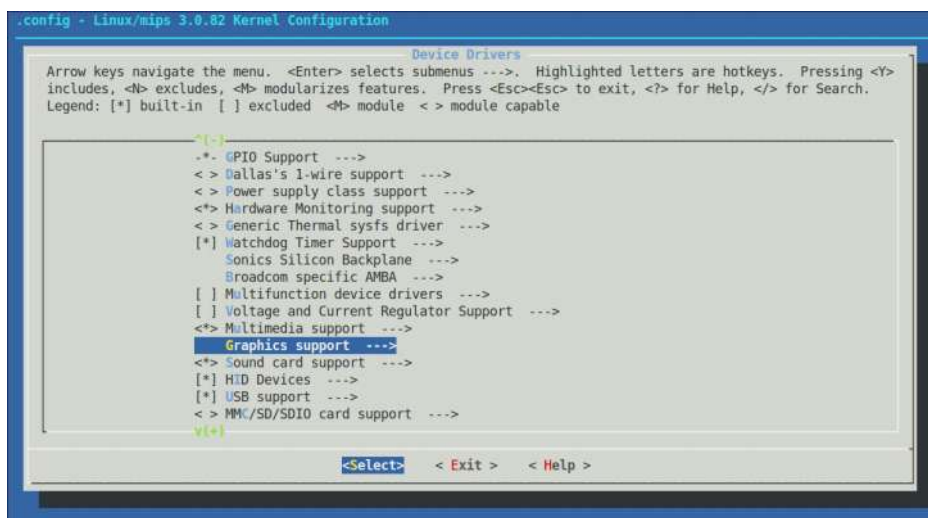 .config - Linux/mips 3.0.82 Kernel Configuration
Device Drivers
Arrow keys navigate the menu.  <Enter> selects submenus --->.  Highlighted letters are hotkeys.  Pressing <Y>
includes, <N> excludes, <M> modularizes features.  Press <Esc><Esc> to exit, <?> for Help, </> for Search.
Legend: [*] built-in  [ ] excluded  <M> module  < > module capable
^(-)
-*- GPIO Support  --->
< > Dallas's 1-wire support  --->
< > Power supply class support  --->
<*> Hardware Monitoring support  --->
< > Generic Thermal sysfs driver  --->
[*] Watchdog Timer Support  --->
Sonics Silicon Backplane  --->
Broadcom specific AMBA  --->
[ ] Multifunction device drivers  --->
[ ] Voltage and Current Regulator Support  --->
<*> Multimedia support  --->
Graphics support  --->
<*> Sound card support  --->
[*] HID Devices  --->
[*] USB support  --->
< > MMC/SD/SDIO card support  --->
v(+)
<Select>    < Exit >    < Help >